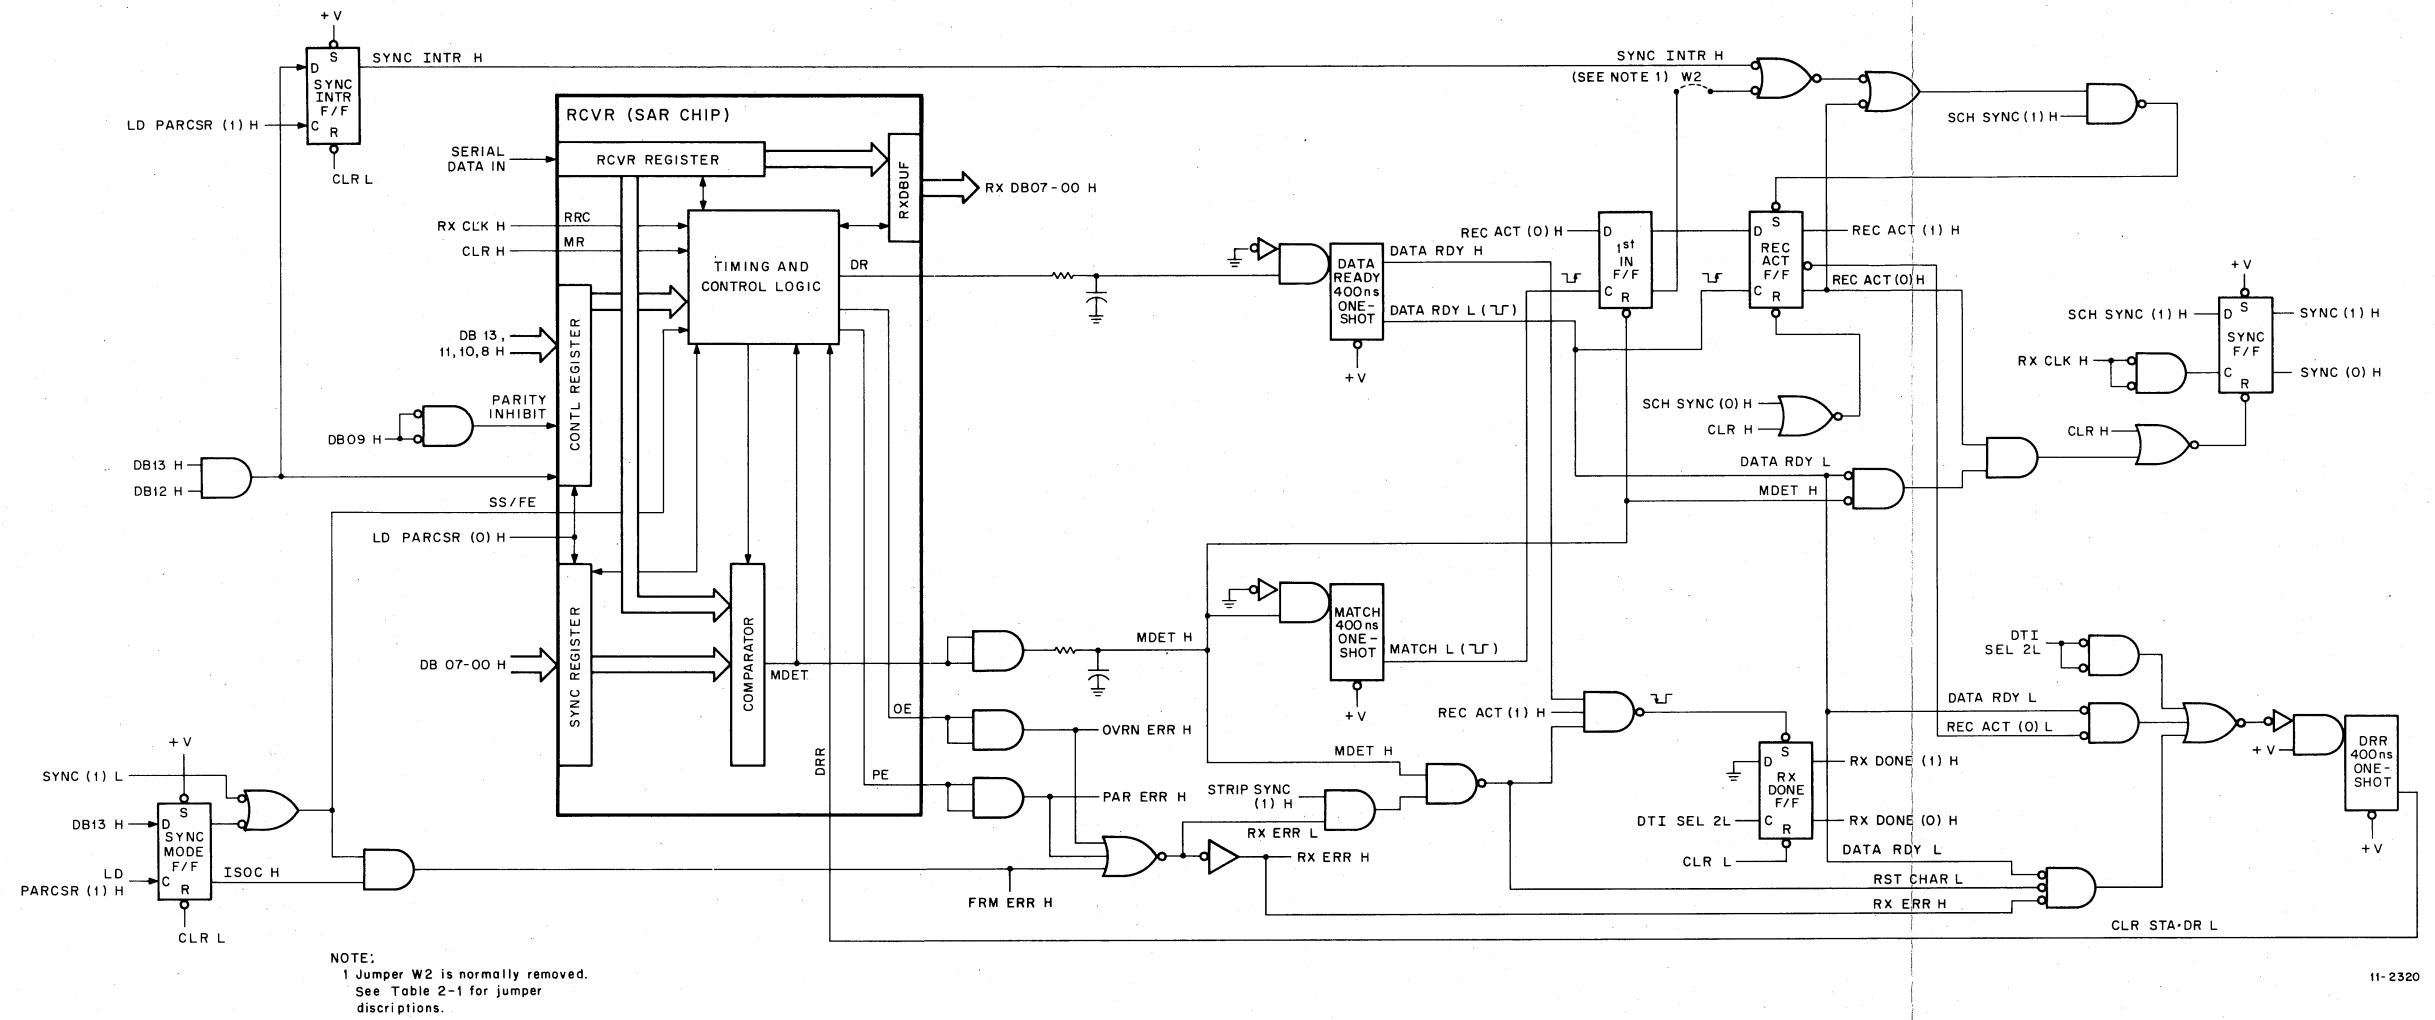 +V
S
D
SYNC
INTR
F/F
C
R
SYNC INTR H
LD PARCSR (1) H
CLR L
RCVR (SAR CHIP)
SERIAL
DATA IN
RCVR REGISTER
RXDBUF
RX DB07-00 H
RX CLK H
RRC
CLR H
MR
TIMING AND
CONTROL LOGIC
DR
DB 13,
11,10,8 H
CONTL REGISTER
PARITY
INHIBIT
DB09 H
DB13 H
DB12 H
SS/FE
LD PARCSR (0) H
DB 07-00 H
SYNC REGISTER
COMPARATOR
MDET
DRR
OE
PE
SYNC (1) L
+V
S
DB13 H
D
SYNC
MODE
F/F
LD
PARCSR (1) H
C
R
ISOC H
CLR L
MDET H
OVRN ERR H
PAR ERR H
FRM ERR H
RX ERR L
RX ERR H
STRIP SYNC
(1) H
MDET H
DATA
READY
400ns
ONE-
SHOT
+V
DATA RDY H
DATA RDY L ( )
MATCH
400ns
ONE-
SHOT
+V
MATCH L ( )
SYNC INTR H
(SEE NOTE 1) W2
SCH SYNC (1) H
REC ACT (0) H
D
1st
IN
F/F
C
R
S
D
REC
ACT
F/F
C
R
REC ACT (1) H
REC ACT (0) H
SCH SYNC (0) H
CLR H
DATA RDY L
MDET H
+V
SCH SYNC (1) H
D
S
SYNC
F/F
RX CLK H
C
R
SYNC (1) H
SYNC (0) H
CLR H
REC ACT (1) H
S
D
RX
DONE
F/F
DTI SEL 2L
C
R
CLR L
RX DONE (1) H
RX DONE (0) H
DTI
SEL 2L
DATA RDY L
REC ACT (0) L
+V
DRR
400ns
ONE-
SHOT
+V
DATA RDY L
RST CHAR L
RX ERR H
CLR STA•DR L
NOTE:
1 Jumper W2 is normally removed.
See Table 2-1 for jumper
discriptions.
11-2320